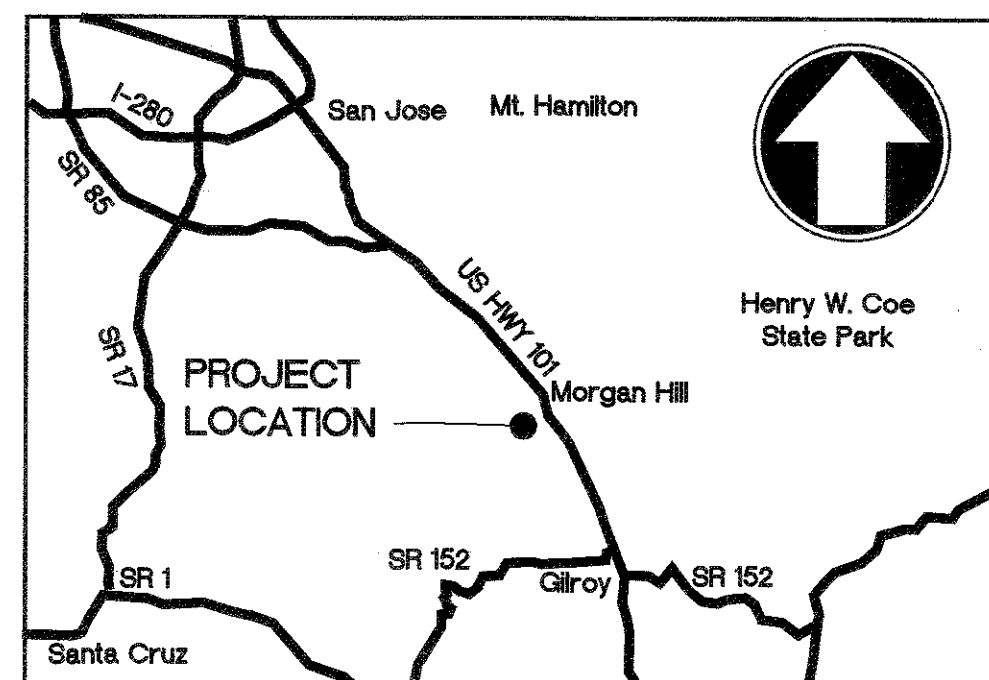 I-280
San Jose
Mt. Hamilton
SR 85
US HWY 101
Henry W. Coe
State Park
SR 17
PROJECT
LOCATION
Morgan Hill
SR 152
Gilroy
SR 152
SR 1
Santa Cruz